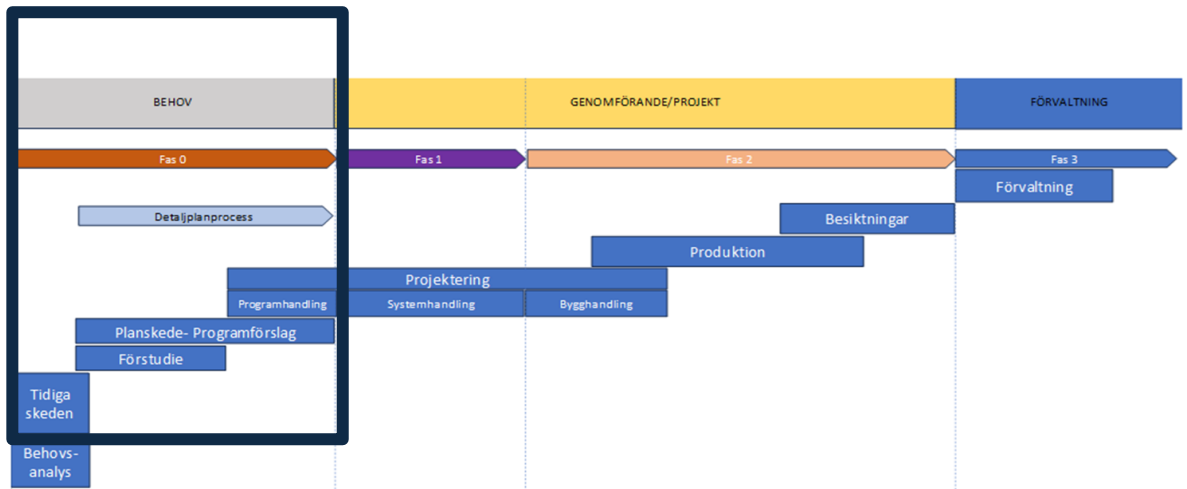 BEHOV
GENOMFÖRANDE/PROJEKT
FÖRVALTNING
Fas 0
Fas 1
Fas 2
Fas 3
Förvaltning
Detaljplanprocess
Besiktningar
Produktion
Projektering
Programhandling
Systemhandling
Bygghandling
Planskede- Programförslag
Förstudie
Tidiga
skeden
Behovs-
analys